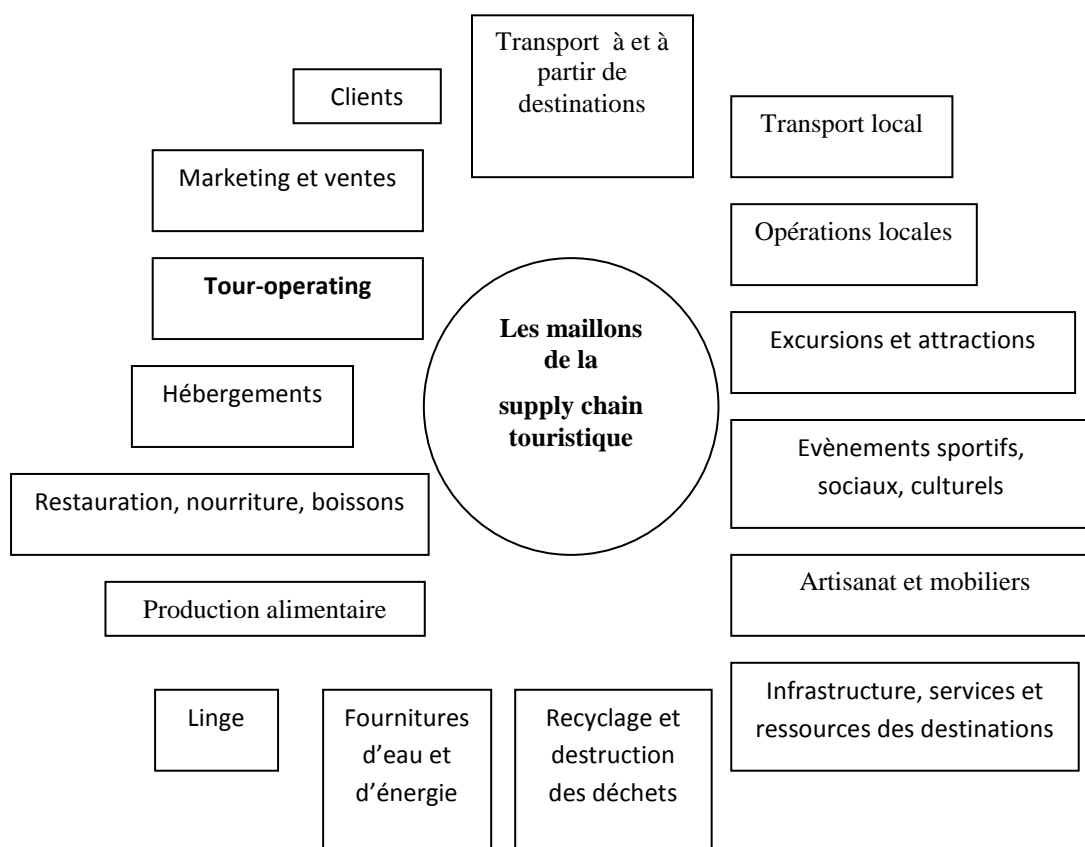 Transport à et à
partir de
destinations
Clients
Transport local
Marketing et ventes
Opérations locales
Tour-operating
Les maillons
de la
supply chain
touristique
Excursions et attractions
Hébergements
Evènements sportifs,
sociaux, culturels
Restauration, nourriture, boissons
Artisanat et mobiliers
Production alimentaire
Infrastructure, services et
ressources des destinations
Linge
Fournitures
d’eau et
d’énergie
Recyclage et
destruction
des déchets